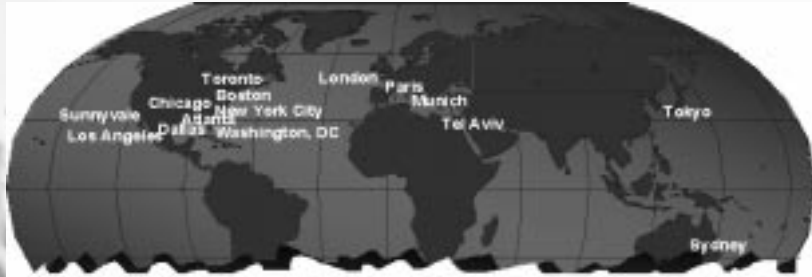 Toronto
London
Paris
Boston
Munich
Chicago
New York City
Tokyo
Sunnyvale
Atlanta
Tel Aviv
Dallas
Washington, DC
Los Angeles
Sydney